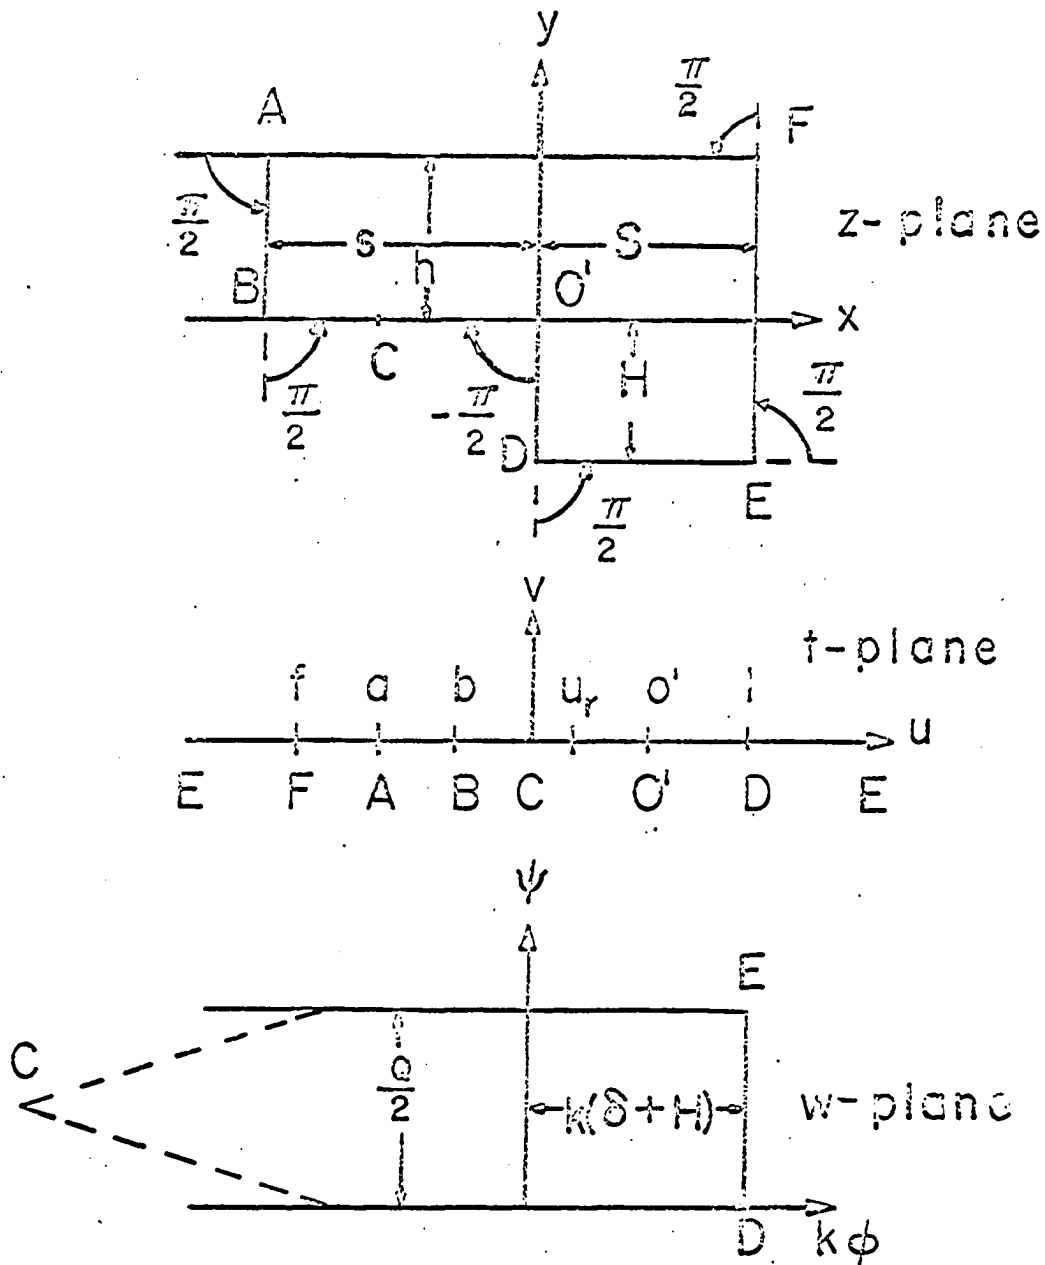 y
A
π/2
F
π/2
s
S
z-plane
h
B
O'
x
C
H
π/2
-π/2
π/2
D
E
π/2
v
t-plane
f a b u_r o' 1
u
E F A B C O' D E
ψ
E
C
Q/2
k(δ+H)
w-plane
D
kφ